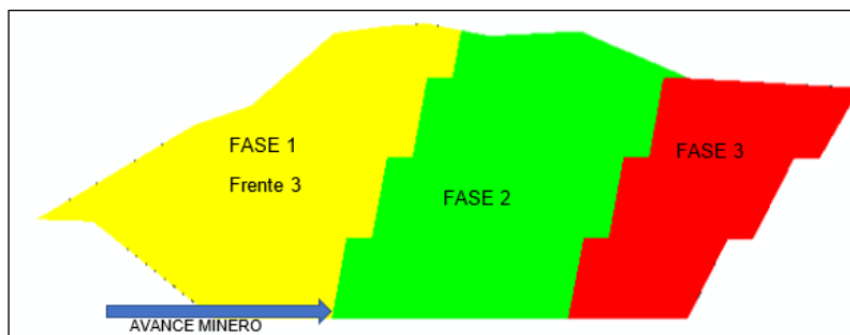 FASE 1
Frente 3
FASE 2
FASE 3
AVANCE MINERO